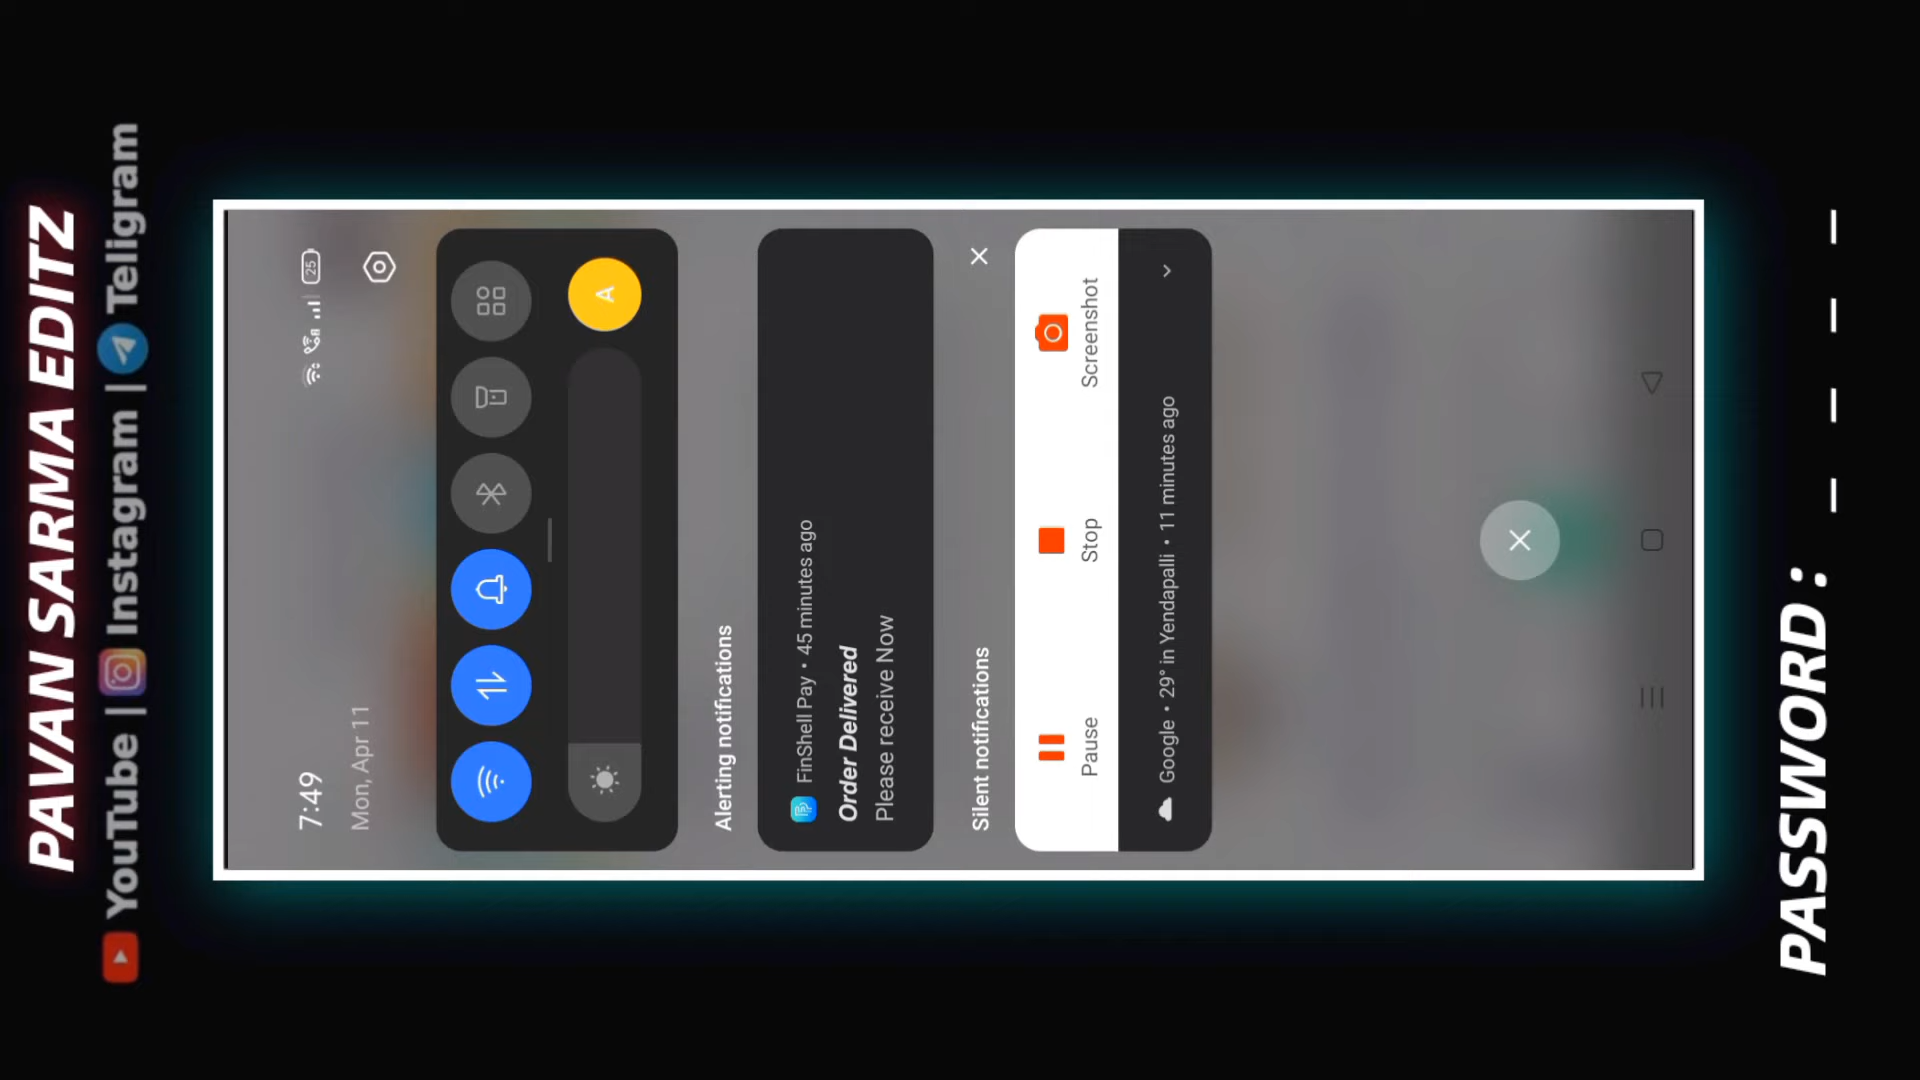 PAVAN SARMA EDITZ
YouTube | Instagram | Teligram
7:49
25
Mon, Apr 11
A
Alerting notifications
FinShell Pay • 45 minutes ago
Order Delivered
Please receive Now
Silent notifications
Pause Stop Screenshot
Google • 29° in Yendapalli • 11 minutes ago
PASSWORD : _ _ _ _